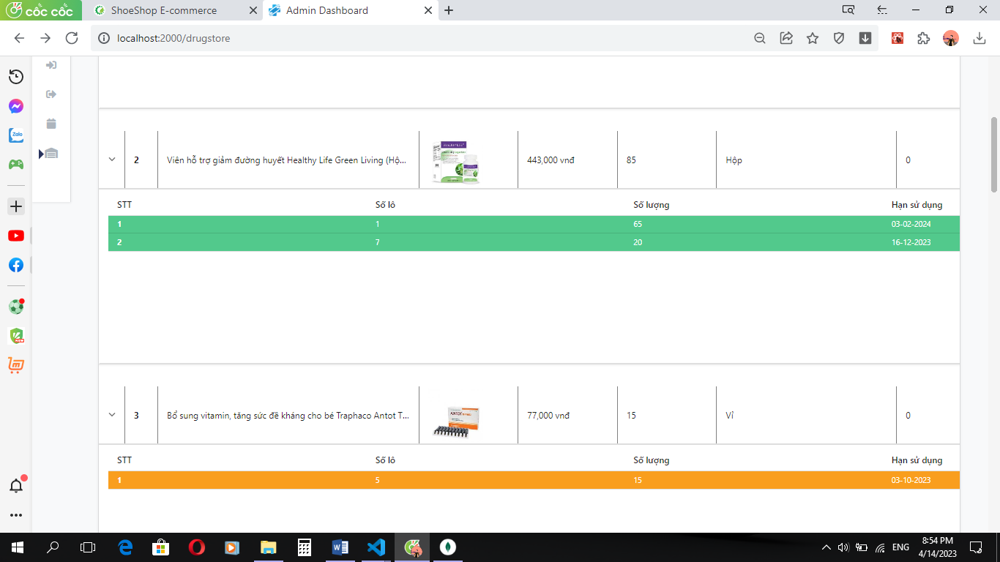 cốc cốc
ShoeShop E-commerce
Admin Dashboard
localhost:2000/drugstore
Zalo
2 Viên hỗ trợ giảm đường huyết Healthy Life Green Living (Hộ... 443,000 vnđ 85 Hộp 0
STT Số lô Số lượng Hạn sử dụng
1 1 65 03-02-2024
2 7 20 16-12-2023
3 Bổ sung vitamin, tăng sức đề kháng cho bé Traphaco Antot T... 77,000 vnđ 15 Vỉ 0
ANTOT
STT Số lô Số lượng Hạn sử dụng
1 5 15 03-10-2023
ENG
8:54 PM
4/14/2023